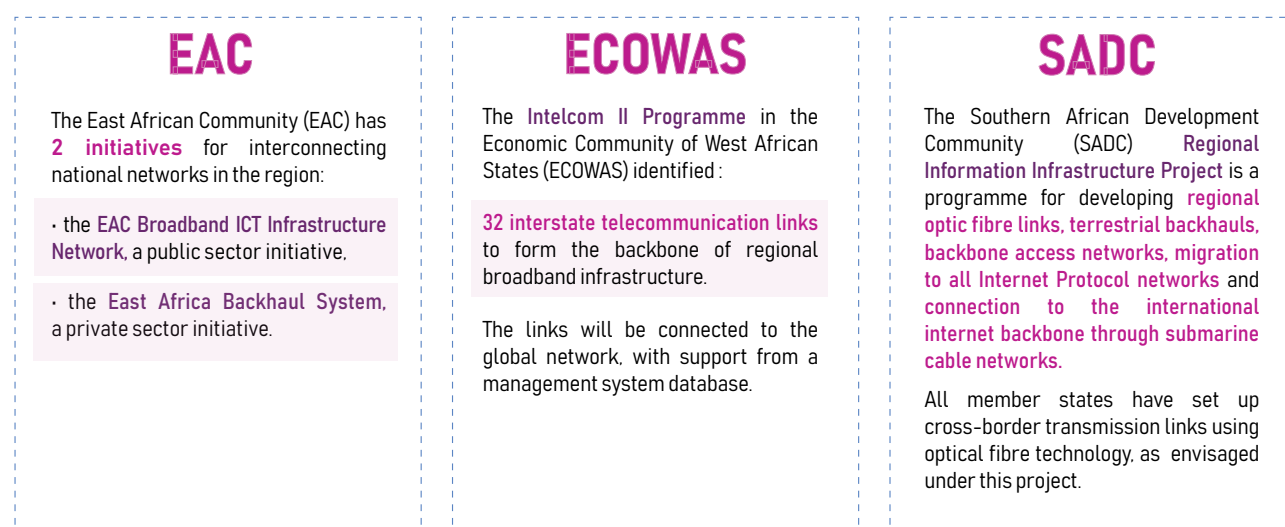 EAC
The East African Community (EAC) has
2 initiatives for interconnecting
national networks in the region:
· the EAC Broadband ICT Infrastructure
Network, a public sector initiative,
· the East Africa Backhaul System,
a private sector initiative.
ECOWAS
The Intelcom II Programme in the
Economic Community of West African
States (ECOWAS) identified :
32 interstate telecommunication links
to form the backbone of regional
broadband infrastructure.
The links will be connected to the
global network, with support from a
management system database.
SADC
The Southern African Development
Community (SADC) Regional
Information Infrastructure Project is a
programme for developing regional
optic fibre links, terrestrial backhauls,
backbone access networks, migration
to all Internet Protocol networks and
connection to the international
internet backbone through submarine
cable networks.
All member states have set up
cross-border transmission links using
optical fibre technology, as envisaged
under this project.